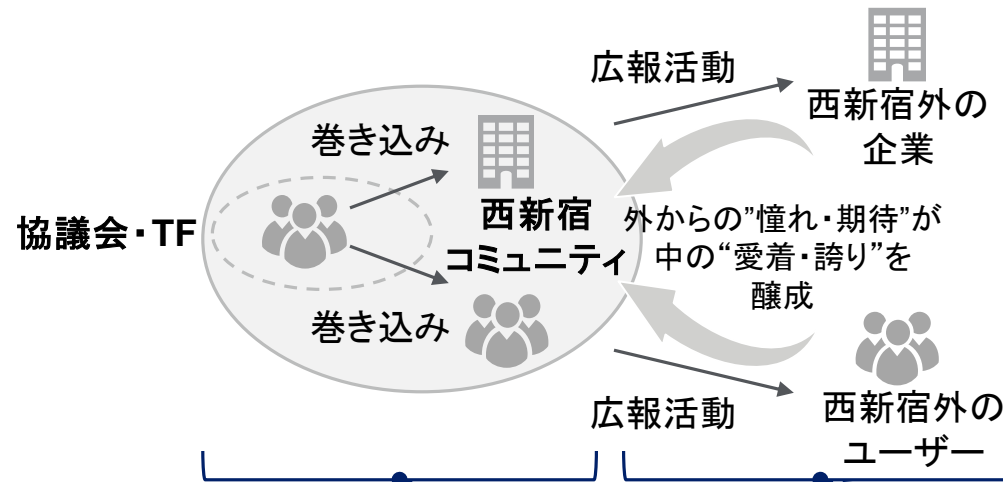 広報活動
西新宿外の
企業
巻き込み
協議会・TF
西新宿
コミュニティ
外からの”憧れ・期待”が
中の“愛着・誇り”を
醸成
巻き込み
広報活動
西新宿外の
ユーザー